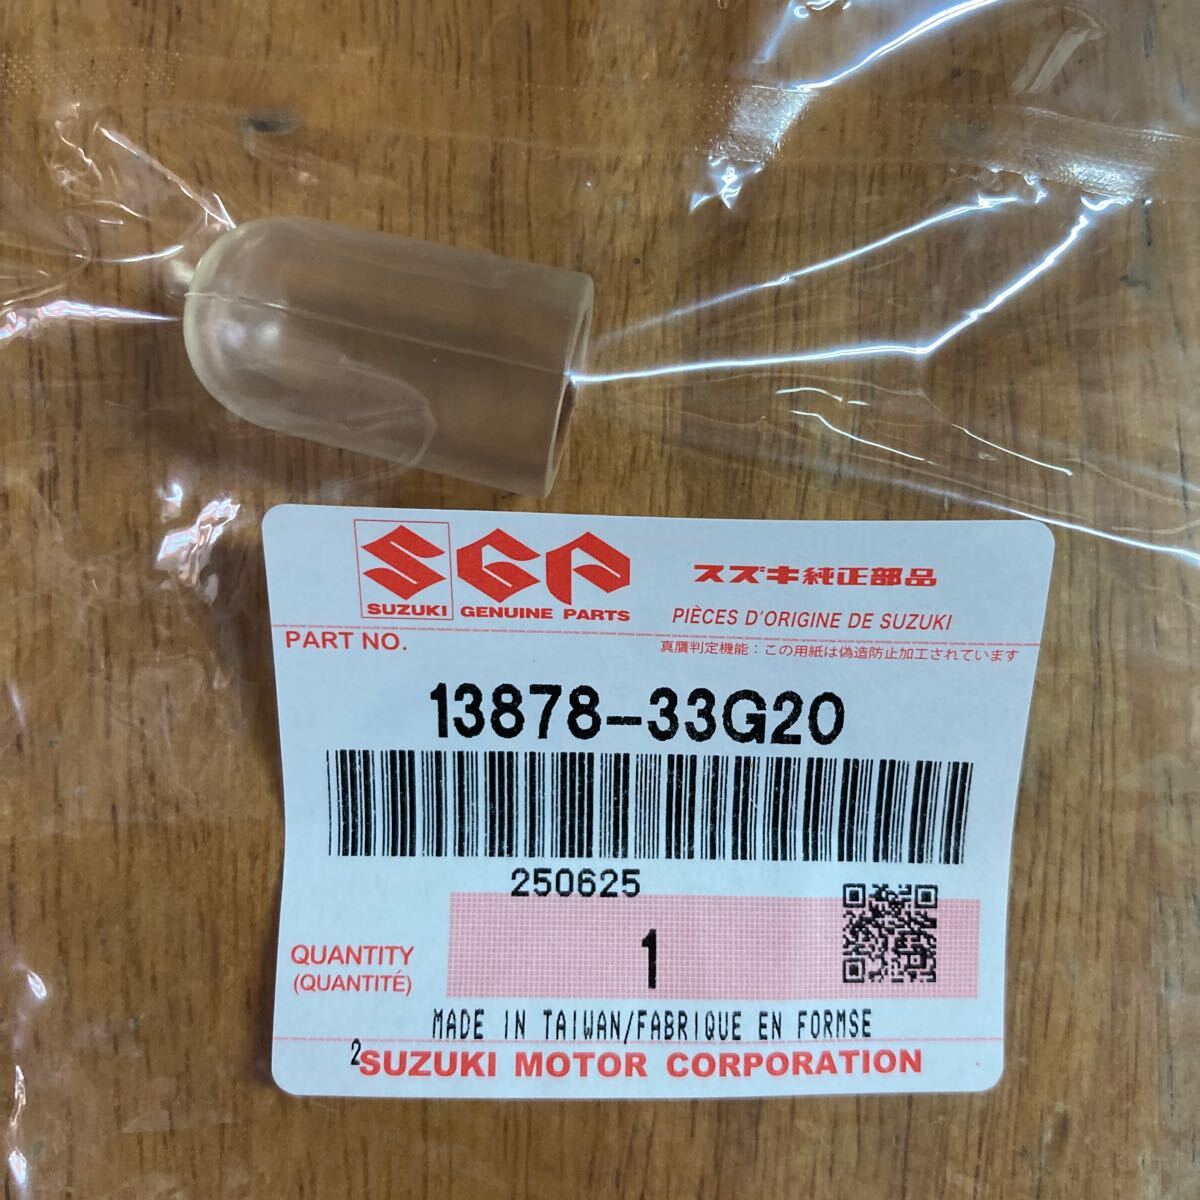 SGP
SUZUKI GENUINE PARTS
スズキ純正部品
PIÈCES D'ORIGINE DE SUZUKI
PART NO.
真贋判定機能：この用紙は偽造防止加工されています
13878-33G20
250625
QUANTITY
(QUANTITÉ)
1
MADE IN TAIWAN/FABRIQUE EN FORMSE
2
SUZUKI MOTOR CORPORATION